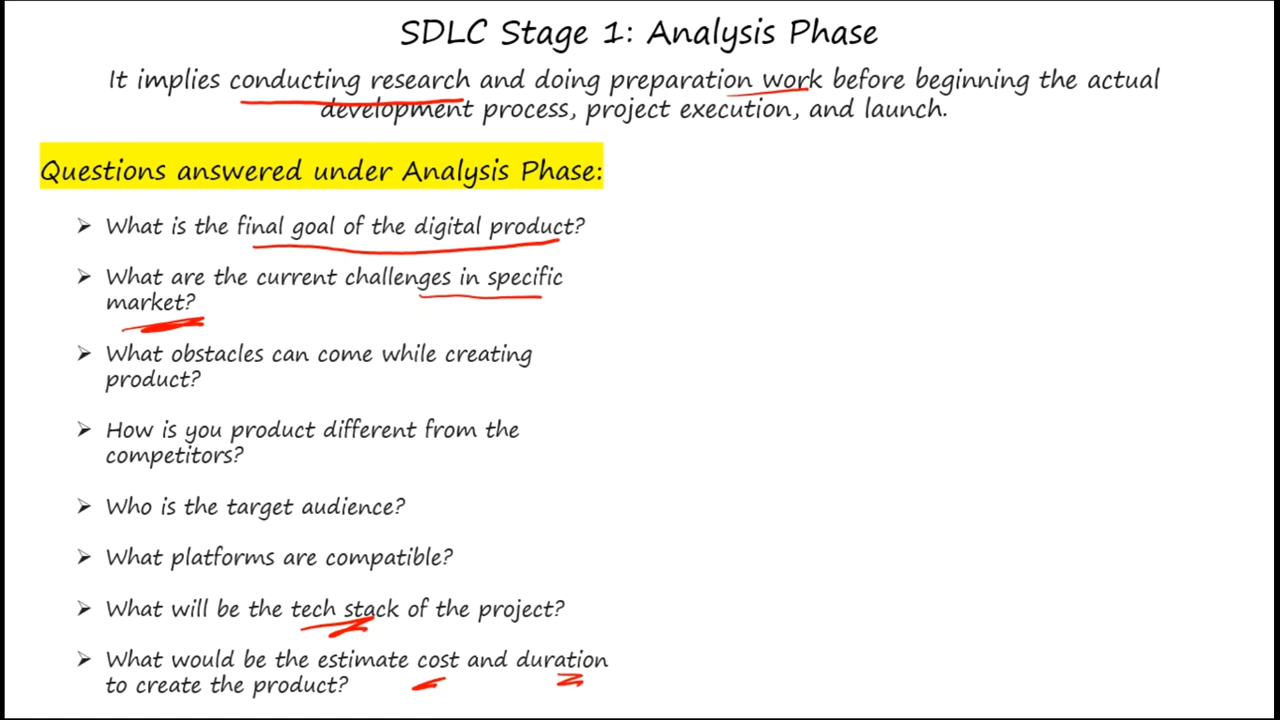 SDLC Stage 1: Analysis Phase
It implies conducting research and doing preparation work before beginning the actual
development process, project execution, and launch.
Questions answered under Analysis Phase:
➢ What is the final goal of the digital product?
➢ What are the current challenges in specific
market?
➢ What obstacles can come while creating
product?
➢ How is you product different from the
competitors?
➢ Who is the target audience?
➢ What platforms are compatible?
➢ What will be the tech stack of the project?
➢ What would be the estimate cost and duration
to create the product?